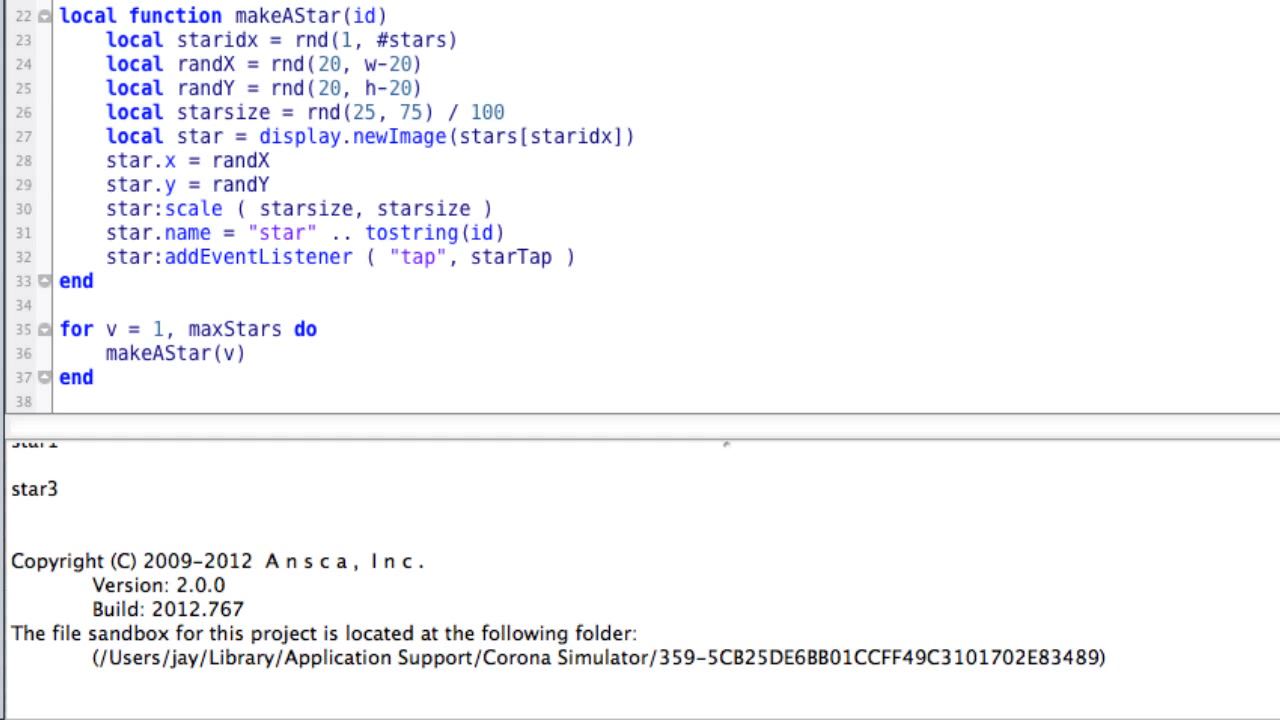 22 local function makeAStar(id)
23 local staridx = rnd(1, #stars)
24 local randX = rnd(20, w-20)
25 local randY = rnd(20, h-20)
26 local starsize = rnd(25, 75) / 100
27 local star = display.newImage(stars[staridx])
28 star.x = randX
29 star.y = randY
30 star:scale ( starsize, starsize )
31 star.name = "star" .. tostring(id)
32 star:addEventListener ( "tap", starTap )
33 end
34
35 for v = 1, maxStars do
36 makeAStar(v)
37 end
38
star3
Copyright (C) 2009-2012 A n s c a , I n c .
Version: 2.0.0
Build: 2012.767
The file sandbox for this project is located at the following folder:
(/Users/jay/Library/Application Support/Corona Simulator/359-5CB25DE6BB01CCFF49C3101702E83489)